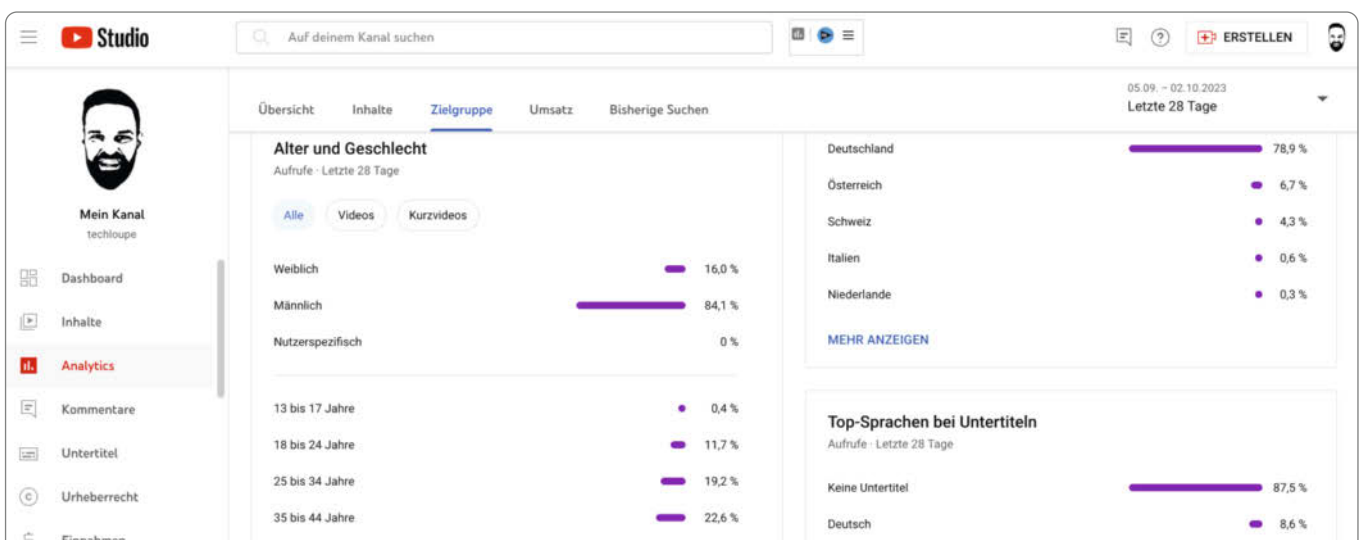 Studio
Auf deinem Kanal suchen
ERSTELLEN
Mein Kanal
techloupe
Dashboard
Inhalte
Analytics
Kommentare
Untertitel
Urheberrecht
Einnahmen
Übersicht Inhalte Zielgruppe Umsatz Bisherige Suchen
05.09. – 02.10.2023
Letzte 28 Tage
Alter und Geschlecht
Aufrufe · Letzte 28 Tage
Alle Videos Kurzvideos
Weiblich 16,0 %
Männlich 84,1 %
Nutzerspezifisch 0 %
13 bis 17 Jahre 0,4 %
18 bis 24 Jahre 11,7 %
25 bis 34 Jahre 19,2 %
35 bis 44 Jahre 22,6 %
Deutschland 78,9 %
Österreich 6,7 %
Schweiz 4,3 %
Italien 0,6 %
Niederlande 0,3 %
MEHR ANZEIGEN
Top-Sprachen bei Untertiteln
Aufrufe · Letzte 28 Tage
Keine Untertitel 87,5 %
Deutsch 8,6 %